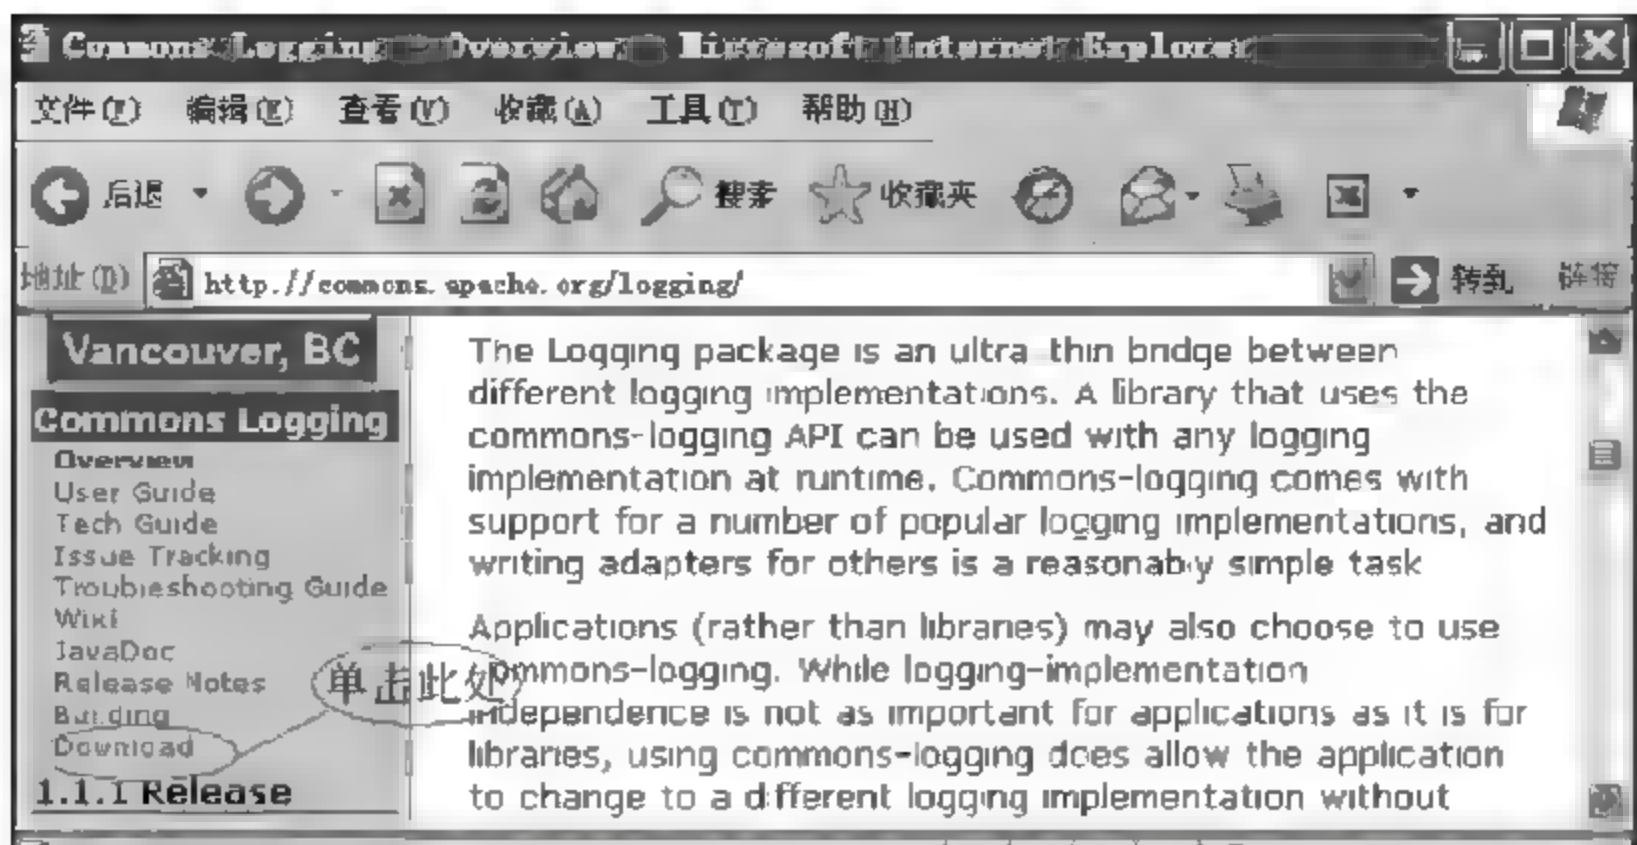 Commons Logging - Overview - Microsoft Internet Explorer
文件(F) 编辑(E) 查看(V) 收藏(A) 工具(T) 帮助(H)
后退 搜索 收藏夹
地址(D) http://commons.apache.org/logging/ 转到 链接
Vancouver, BC
Commons Logging
Overview
User Guide
Tech Guide
Issue Tracking
Troubleshooting Guide
Wiki
JavaDoc
Release Notes
Building
Download
1.1.1 Release
单击此处
The Logging package is an ultra thin bridge between
different logging implementations. A library that uses the
commons-logging API can be used with any logging
implementation at runtime. Commons-logging comes with
support for a number of popular logging implementations, and
writing adapters for others is a reasonably simple task
Applications (rather than libraries) may also choose to use
commons-logging. While logging-implementation
independence is not as important for applications as it is for
libraries, using commons-logging does allow the application
to change to a different logging implementation without